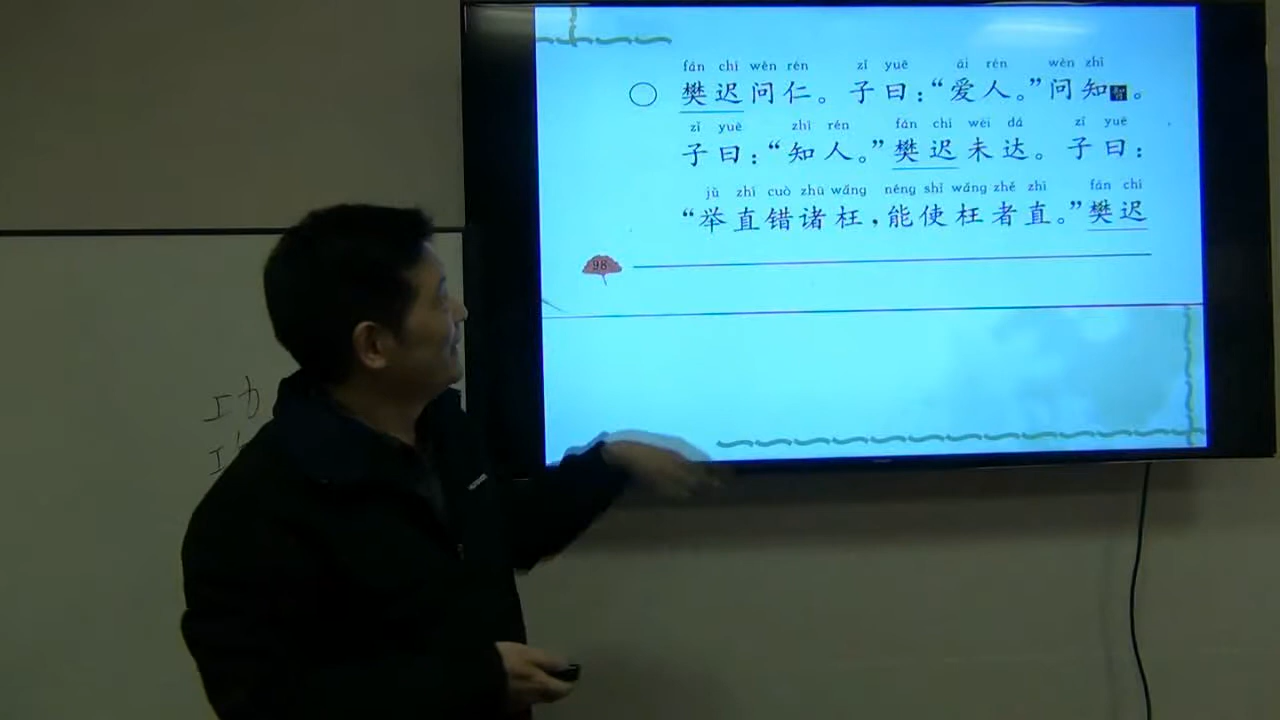 fán chí wèn rén zǐ yuē ài rén wèn zhì
○ 樊迟问仁。子曰：“爱人。”问知智。
zǐ yuē zhī rén fán chí wèi dá zǐ yuē
子曰：“知人。”樊迟未达。子曰：
jǔ zhí cuò zhū wǎng néng shǐ wǎng zhě zhí fán chí
“举直错诸枉，能使枉者直。”樊迟
98
功